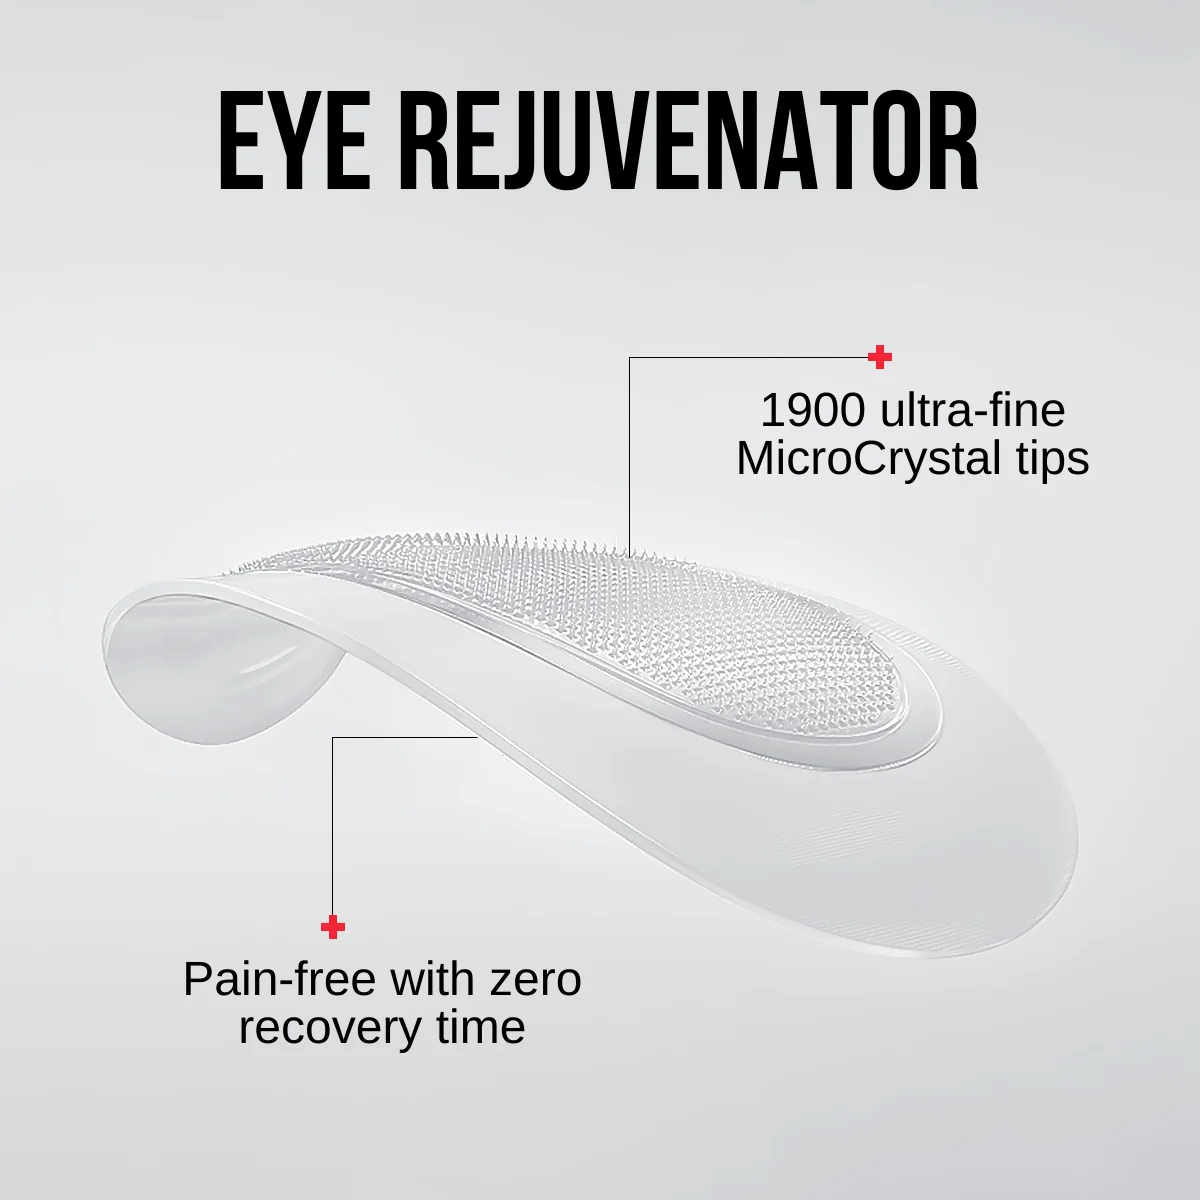 EYE REJUVENATOR
1900 ultra-fine
MicroCrystal tips
Pain-free with zero
recovery time